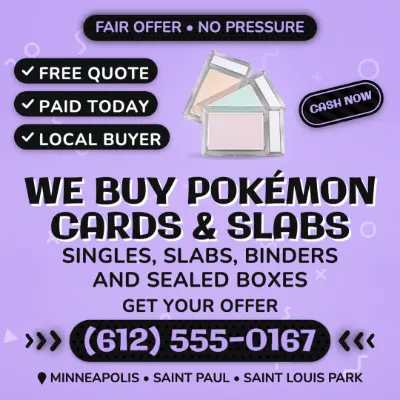 FAIR OFFER • NO PRESSURE
FREE QUOTE
PAID TODAY
LOCAL BUYER
CASH NOW
WE BUY POKÉMON
CARDS & SLABS
SINGLES, SLABS, BINDERS
AND SEALED BOXES
GET YOUR OFFER
(612) 555-0167
MINNEAPOLIS • SAINT PAUL • SAINT LOUIS PARK